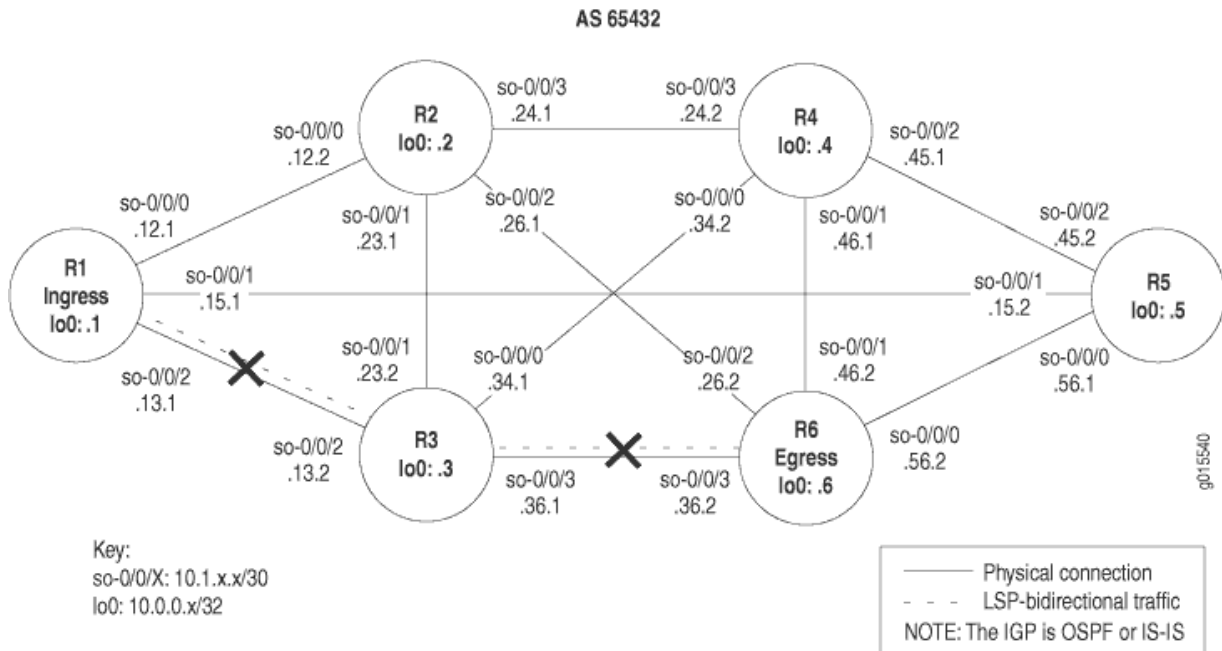 AS 65432
R2
lo0: .2
so-0/0/3
.24.1
so-0/0/3
.24.2
R4
lo0: .4
so-0/0/0
.12.2
so-0/0/2
.45.1
so-0/0/0
.12.1
so-0/0/1
.23.1
so-0/0/2
.26.1
so-0/0/0
.34.2
so-0/0/1
.46.1
so-0/0/2
.45.2
R1
Ingress
lo0: .1
so-0/0/1
.15.1
so-0/0/1
.15.2
R5
lo0: .5
so-0/0/2
.13.1
so-0/0/1
.23.2
so-0/0/0
.34.1
so-0/0/2
.26.2
so-0/0/1
.46.2
so-0/0/0
.56.1
so-0/0/2
.13.2
R3
lo0: .3
so-0/0/3
.36.1
so-0/0/3
.36.2
R6
Egress
lo0: .6
so-0/0/0
.56.2
g015540
Key:
so-0/0/X: 10.1.x.x/30
lo0: 10.0.0.x/32
Physical connection
LSP-bidirectional traffic
NOTE: The IGP is OSPF or IS-IS